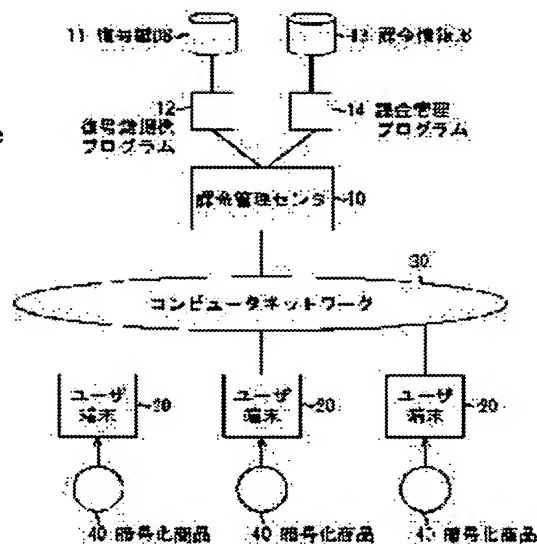 11 復号鍵DB
13 課金情報DB
12
復号鍵提供
プログラム
14 課金管理
プログラム
課金管理センタ
10
30
コンピュータネットワーク
ユーザ
端末
20
ユーザ
端末
20
ユーザ
端末
20
40 暗号化商品
40 暗号化商品
40 暗号化商品
e